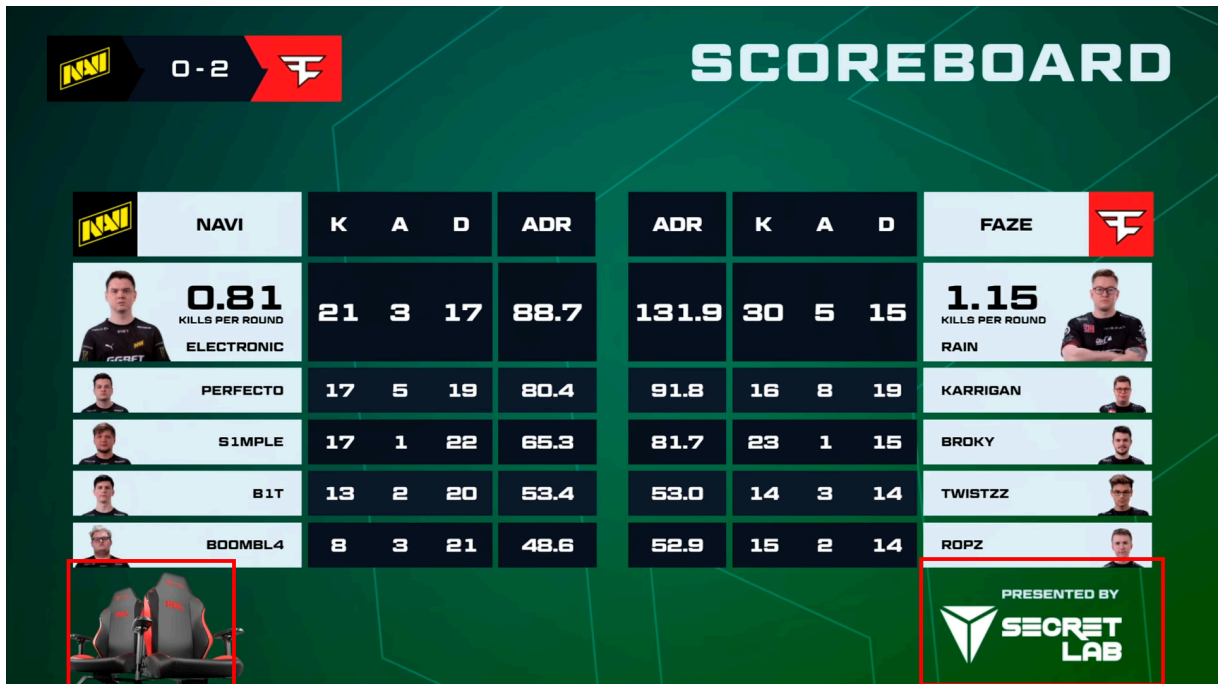 NAVI
0 - 2
SCOREBOARD
NAVI
NAVI K A D ADR
ADR K A D FAZE
0.81
KILLS PER ROUND
ELECTRONIC
21 3 17 88.7
131.9 30 5 15
1.15
KILLS PER ROUND
RAIN
GGBET
PERFECTO 17 5 19 80.4
91.8 16 8 19 KARRIGAN
S1MPLE 17 1 22 65.3
81.7 23 1 15 BROKY
B1T 13 2 20 53.4
53.0 14 3 14 TWISTZZ
BOOMBL4 8 3 21 48.6
52.9 15 2 14 ROPZ
PRESENTED BY
SECRET
LAB